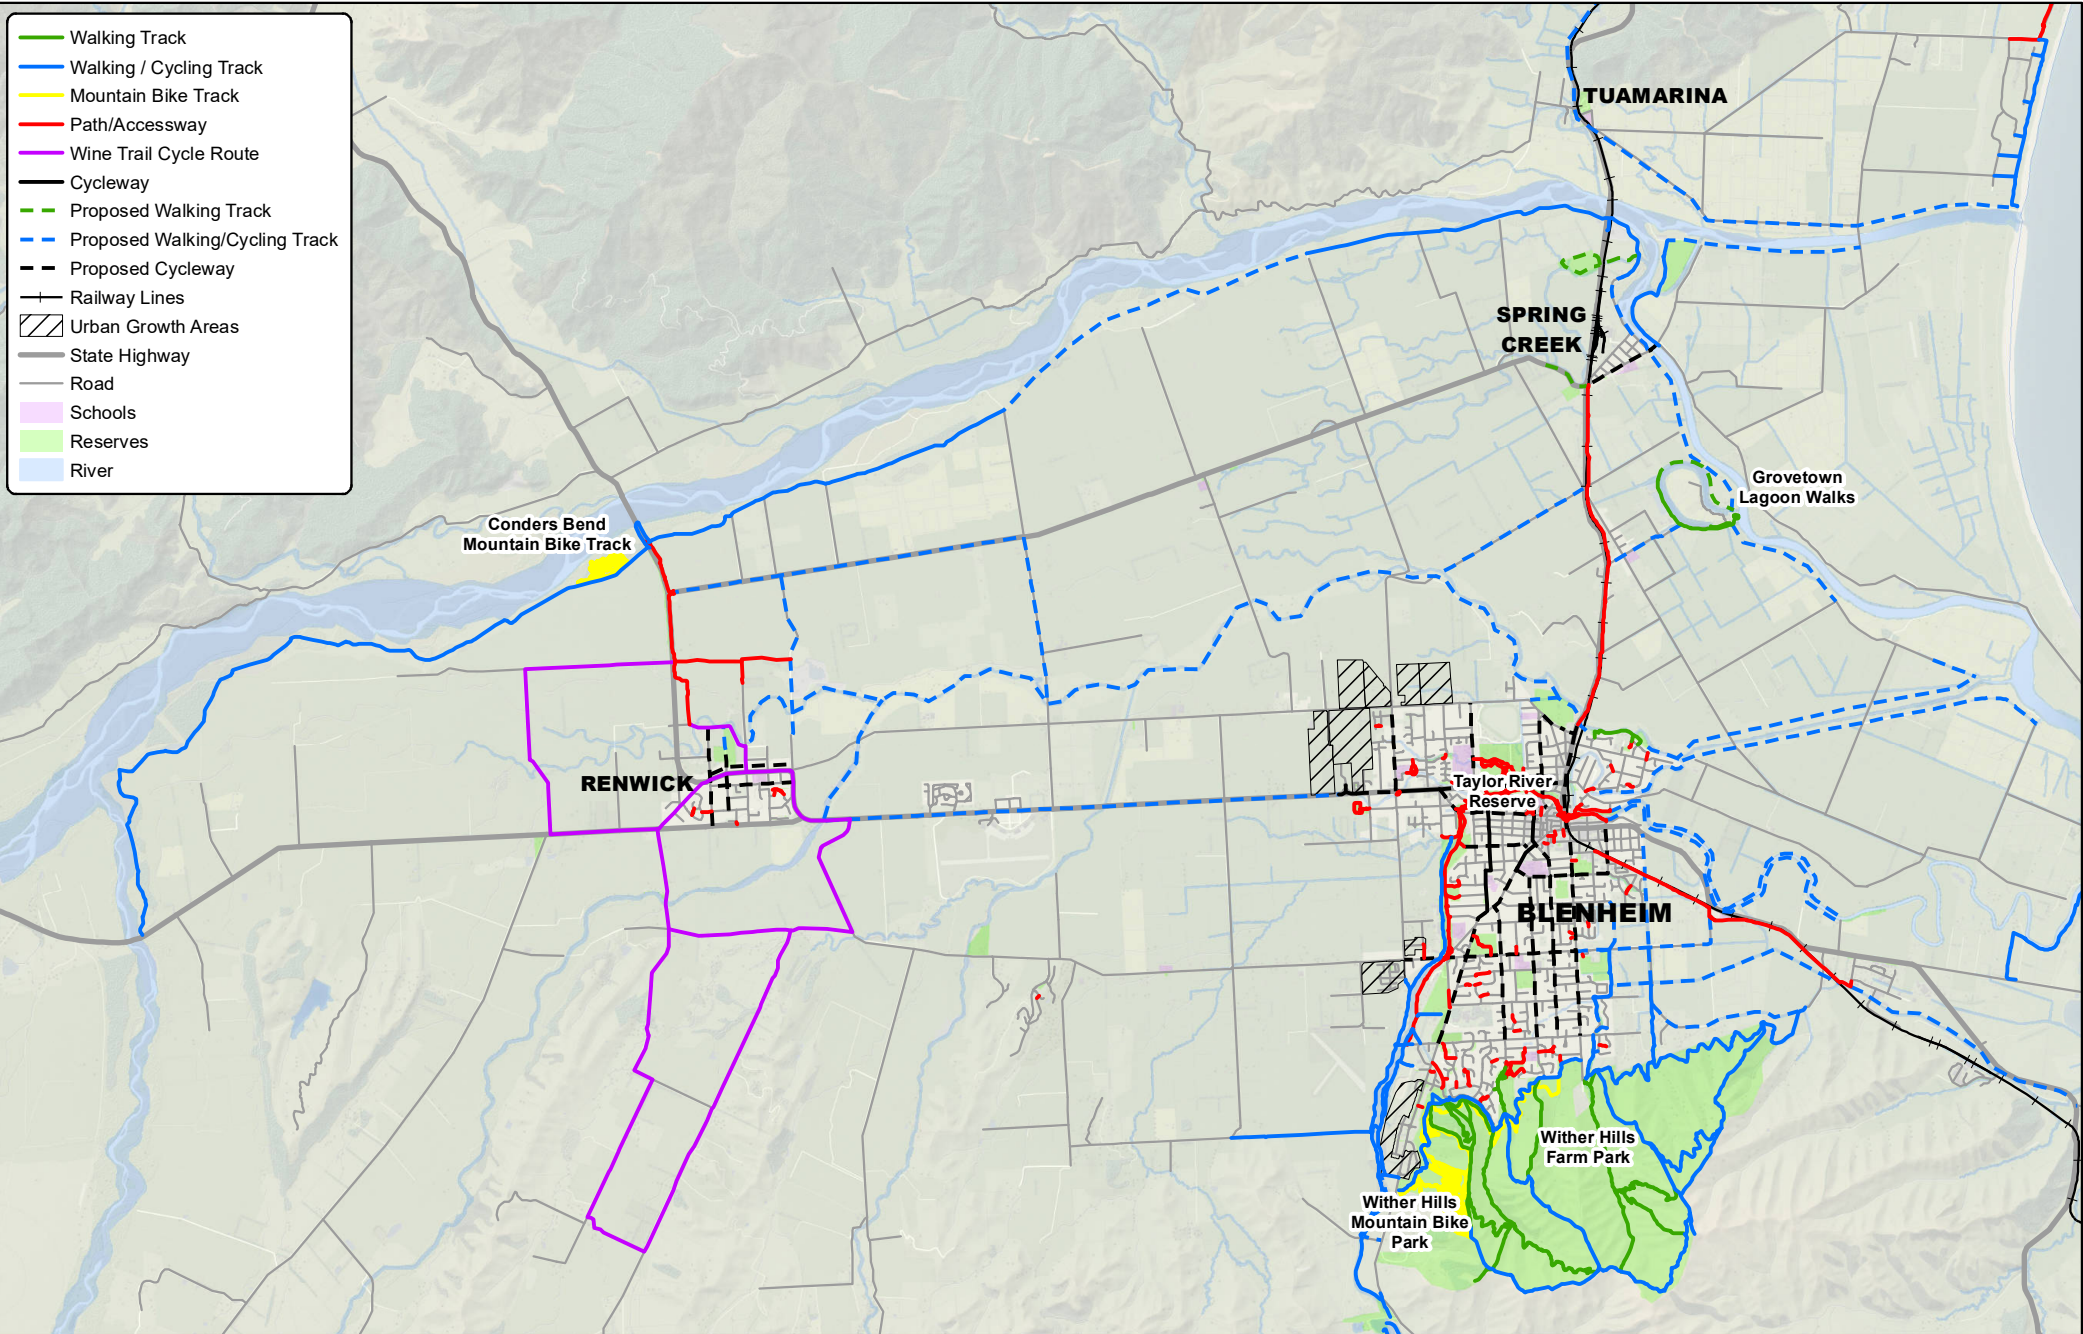 Walking Track
Walking / Cycling Track
Mountain Bike Track
Path/Accessway
Wine Trail Cycle Route
Cycleway
Proposed Walking Track
Proposed Walking/Cycling Track
Proposed Cycleway
Railway Lines
Urban Growth Areas
State Highway
Road
Schools
Reserves
River
TUAMARINA
SPRING
CREEK
Grovetown
Lagoon Walks
Conders Bend
Mountain Bike Track
RENWICK
Taylor River
Reserve
BLENHEIM
Wither Hills
Farm Park
Wither Hills
Mountain Bike
Park